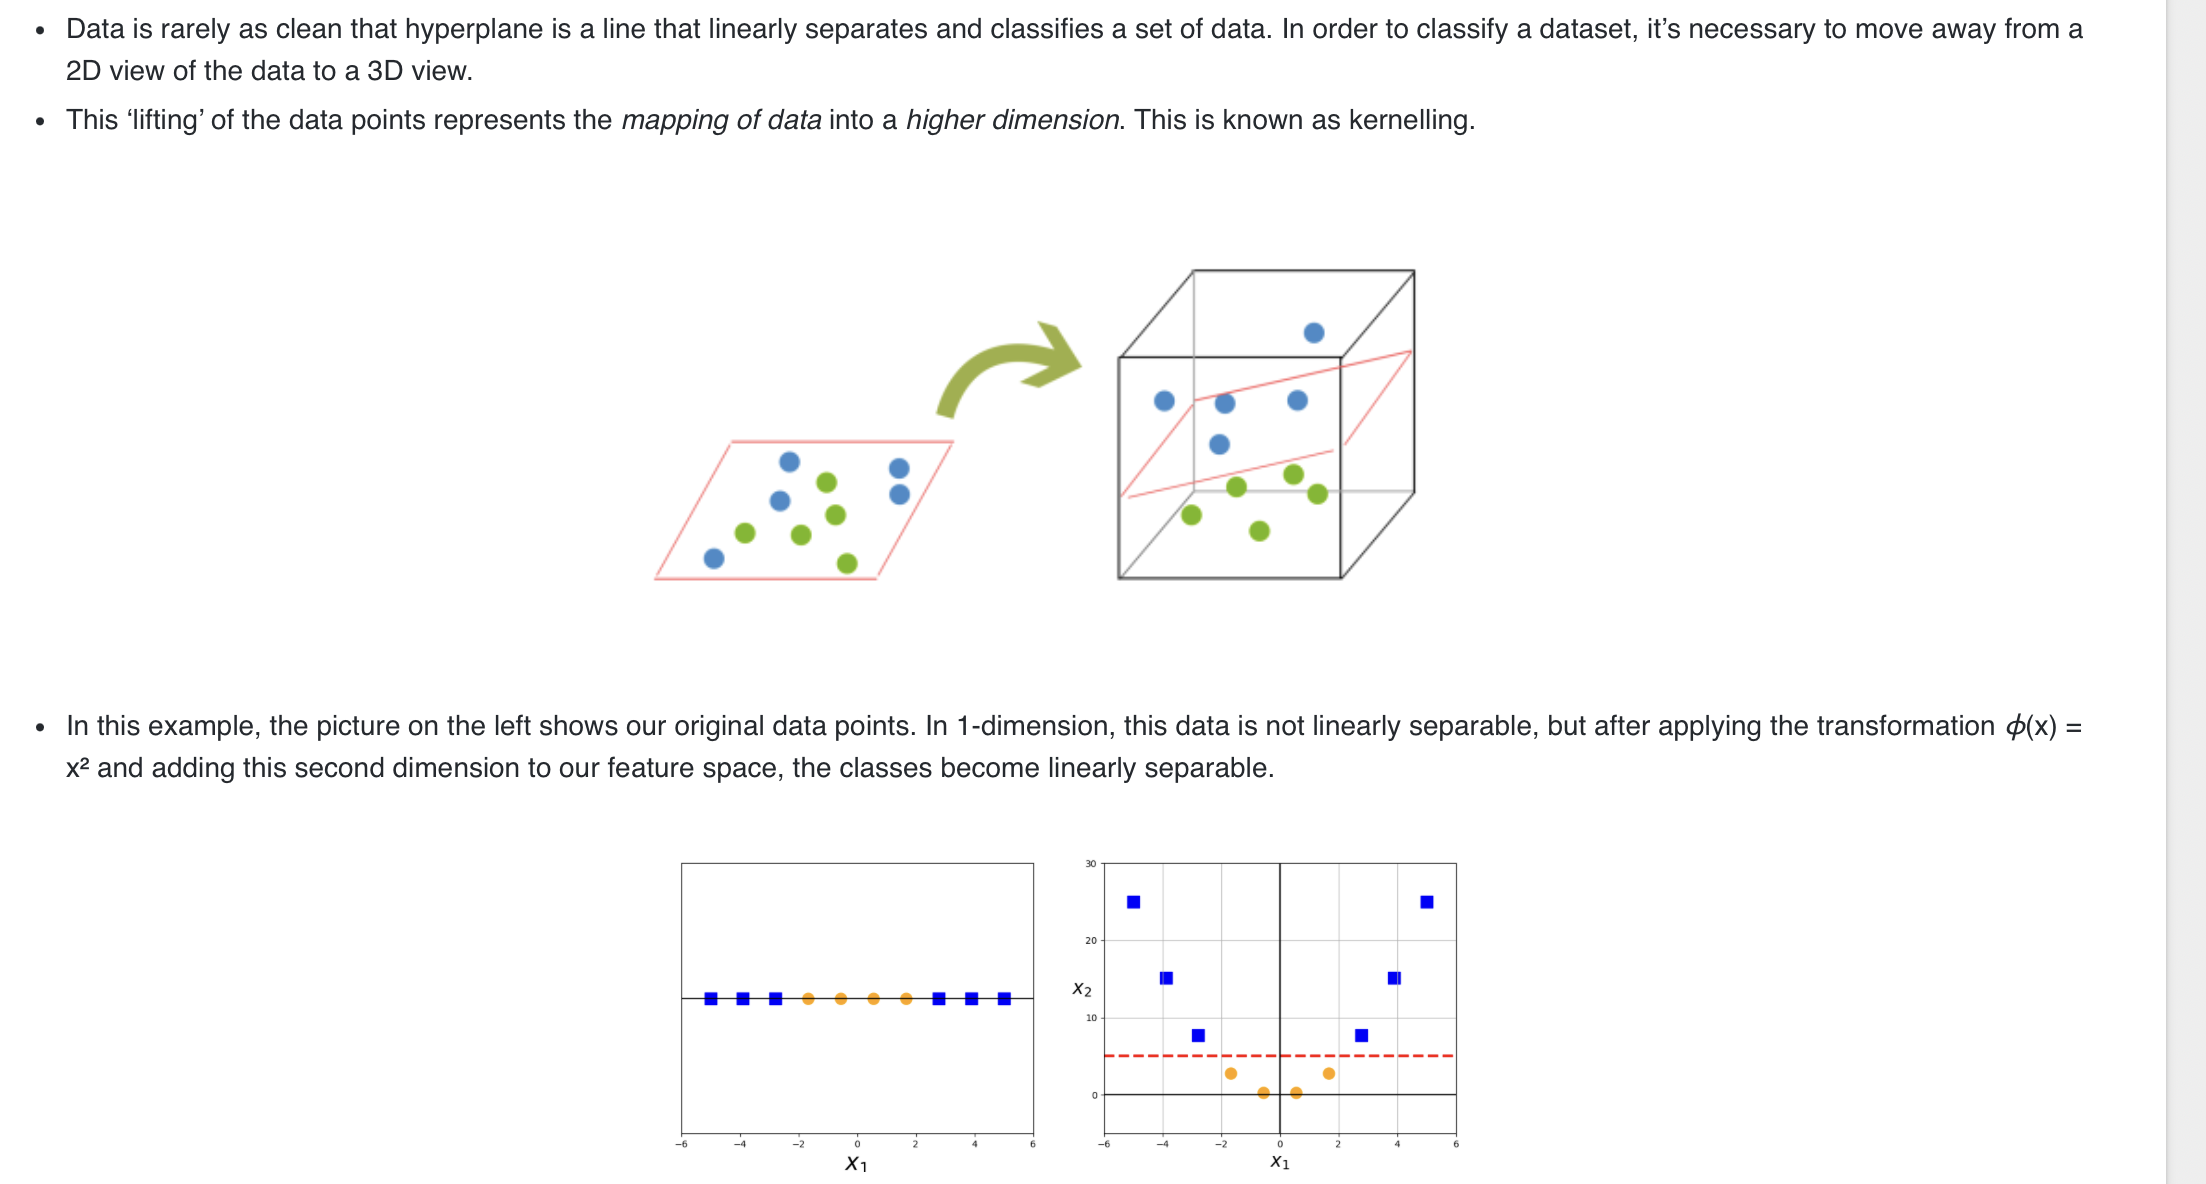 Data is rarely as clean that hyperplane is a line that linearly separates and classifies a set of data. In order to classify a dataset, it’s necessary to move away from a
2D view of the data to a 3D view.
This ‘lifting’ of the data points represents the mapping of data into a higher dimension. This is known as kernelling.
In this example, the picture on the left shows our original data points. In 1-dimension, this data is not linearly separable, but after applying the transformation ϕ(x) =
x² and adding this second dimension to our feature space, the classes become linearly separable.
−6 −4 −2 0 2 4 6
x₁
30
20
x₂
10
0
−6 −4 −2 0 2 4 6
x₁